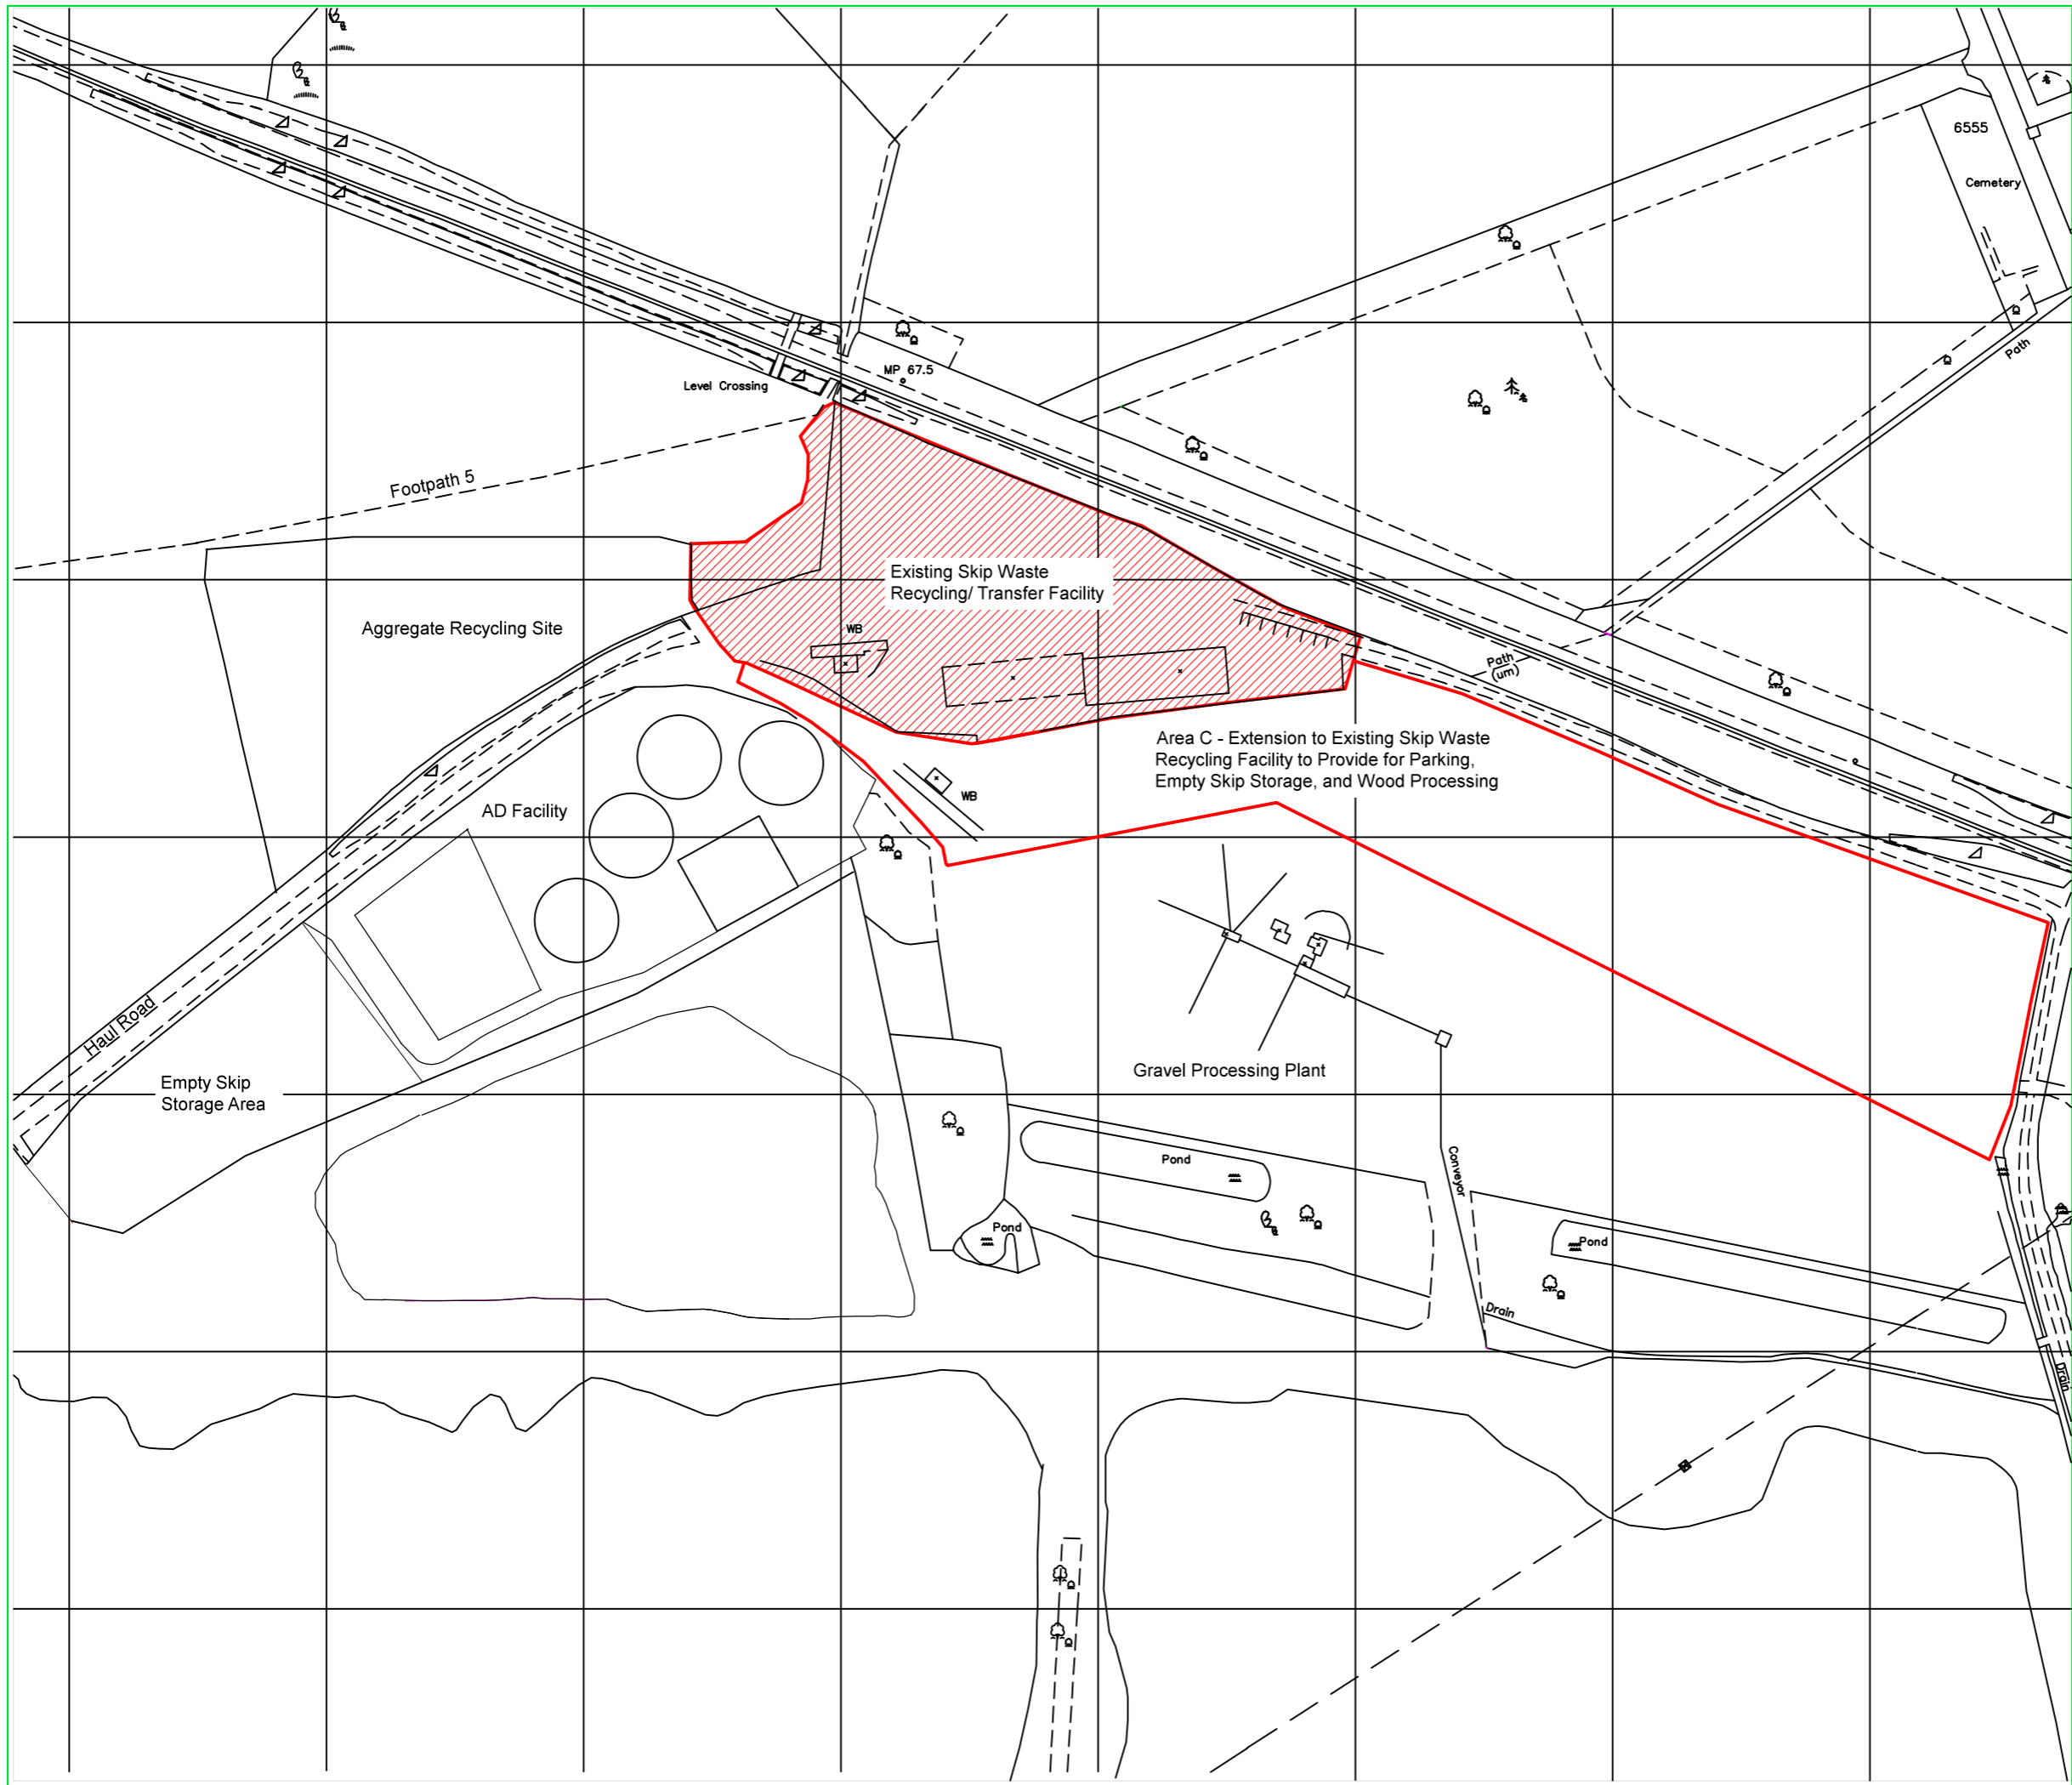 6555
Cemetery
Path
MP 67.5
Level Crossing
Footpath 5
Existing Skip Waste
Recycling/ Transfer Facility
Aggregate Recycling Site
WB
Path
(um)
Area C - Extension to Existing Skip Waste
Recycling Facility to Provide for Parking,
Empty Skip Storage, and Wood Processing
WB
AD Facility
Haul Road
Gravel Processing Plant
Empty Skip
Storage Area
Pond
Conveyor
Pond
Pond
Drain
Drain